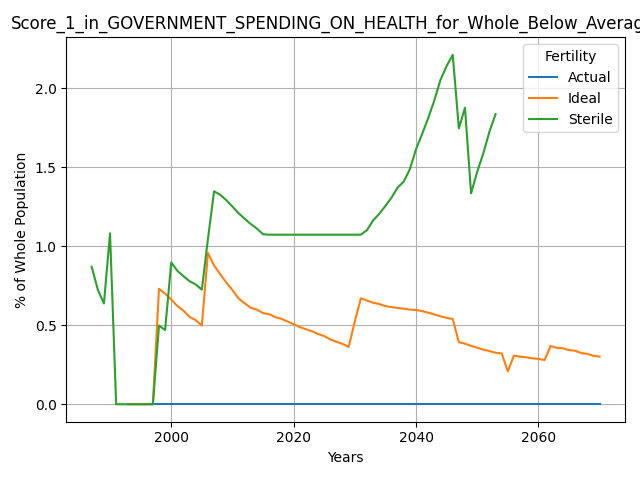 Score_1_in_GOVERNMENT_SPENDING_ON_HEALTH_for_Whole_Below_Averag
Fertility
Actual
Ideal
Sterile
% of Whole Population
2.0
1.5
1.0
0.5
0.0
2000 2020 2040 2060
Years